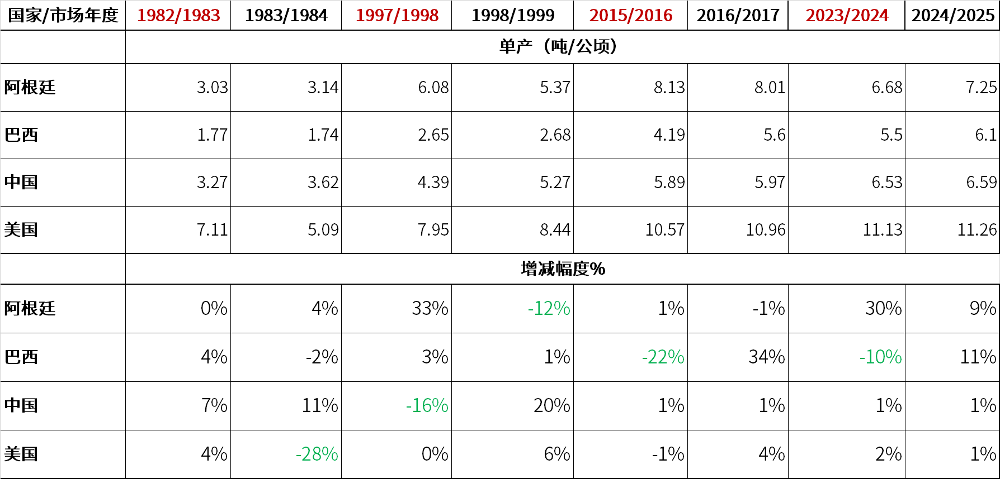 国家/市场年度 1982/1983 1983/1984 1997/1998 1998/1999 2015/2016 2016/2017 2023/2024 2024/2025
单产（吨/公顷）
阿根廷 3.03 3.14 6.08 5.37 8.13 8.01 6.68 7.25
巴西 1.77 1.74 2.65 2.68 4.19 5.6 5.5 6.1
中国 3.27 3.62 4.39 5.27 5.89 5.97 6.53 6.59
美国 7.11 5.09 7.95 8.44 10.57 10.96 11.13 11.26
增减幅度%
阿根廷 0% 4% 33% -12% 1% -1% 30% 9%
巴西 4% -2% 3% 1% -22% 34% -10% 11%
中国 7% 11% -16% 20% 1% 1% 1% 1%
美国 4% -28% 0% 6% -1% 4% 2% 1%